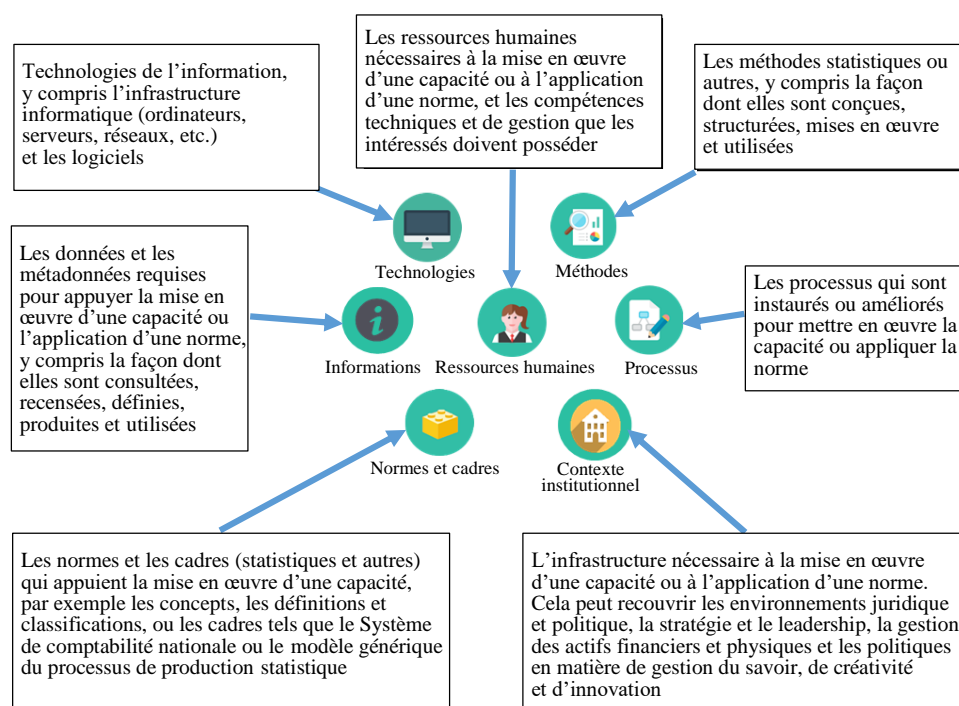 Technologies de l’information,
y compris l’infrastructure
informatique (ordinateurs,
serveurs, réseaux, etc.)
et les logiciels
Les ressources humaines
nécessaires à la mise en œuvre
d’une capacité ou à l’application
d’une norme, et les compétences
techniques et de gestion que les
intéressés doivent posséder
Les méthodes statistiques ou
autres, y compris la façon
dont elles sont conçues,
structurées, mises en œuvre
et utilisées
Technologies
Méthodes
Les données et les
métadonnées requises
pour appuyer la mise en
œuvre d’une capacité ou
l’application d’une norme,
y compris la façon dont
elles sont consultées,
recensées, définies,
produites et utilisées
Informations
Ressources humaines
Processus
Les processus qui sont
instaurés ou améliorés
pour mettre en œuvre la
capacité ou appliquer la
norme
Normes et cadres
Contexte
institutionnel
Les normes et les cadres (statistiques et autres)
qui appuient la mise en œuvre d’une capacité,
par exemple les concepts, les définitions et
classifications, ou les cadres tels que le Système
de comptabilité nationale ou le modèle générique
du processus de production statistique
L’infrastructure nécessaire à la mise en œuvre
d’une capacité ou à l’application d’une norme.
Cela peut recouvrir les environnements juridique
et politique, la stratégie et le leadership, la gestion
des actifs financiers et physiques et les politiques
en matière de gestion du savoir, de créativité
et d’innovation